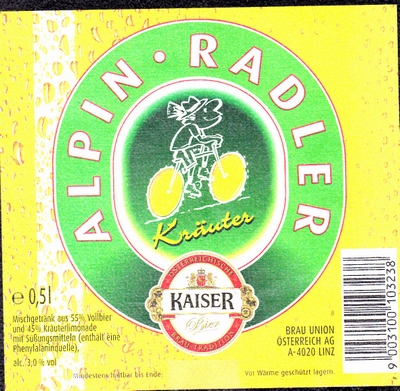 ALPIN · RADLER
Kräuter
ÖSTERREICHISCHE
KAISER
Bier
BRAUTRADITION
e 0,5l
Mischgetränk aus 55% Vollbier
und 45% Kräuterlimonade
mit Süßungsmitteln (enthält eine
Phenylalaninquelle),
alc. 3,0 % vol
BRAU UNION
ÖSTERREICH AG
A-4020 LINZ
Mindestens haltbar bis Ende:
Vor Wärme geschützt lagern.
9 003100 103238